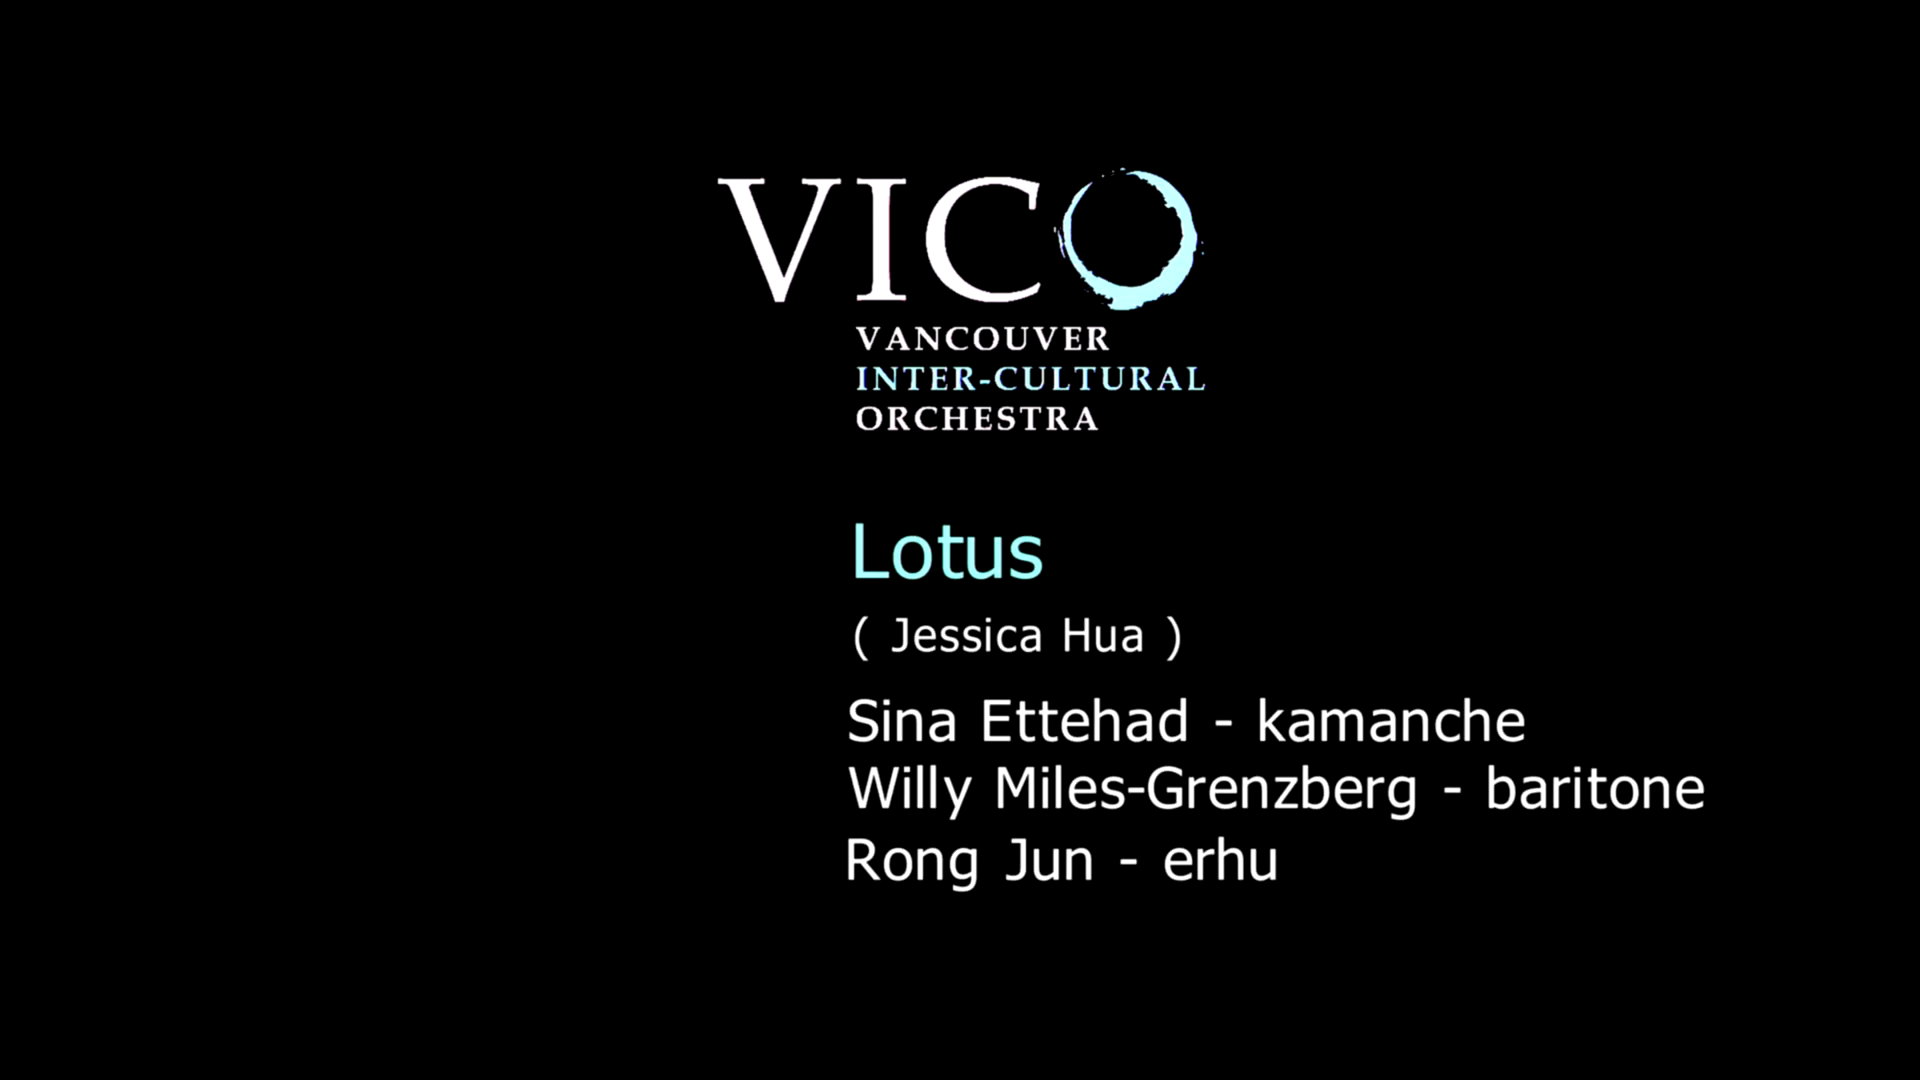 VICO
VANCOUVER
INTER-CULTURAL
ORCHESTRA
Lotus
( Jessica Hua )
Sina Ettehad - kamanche
Willy Miles-Grenzberg - baritone
Rong Jun - erhu